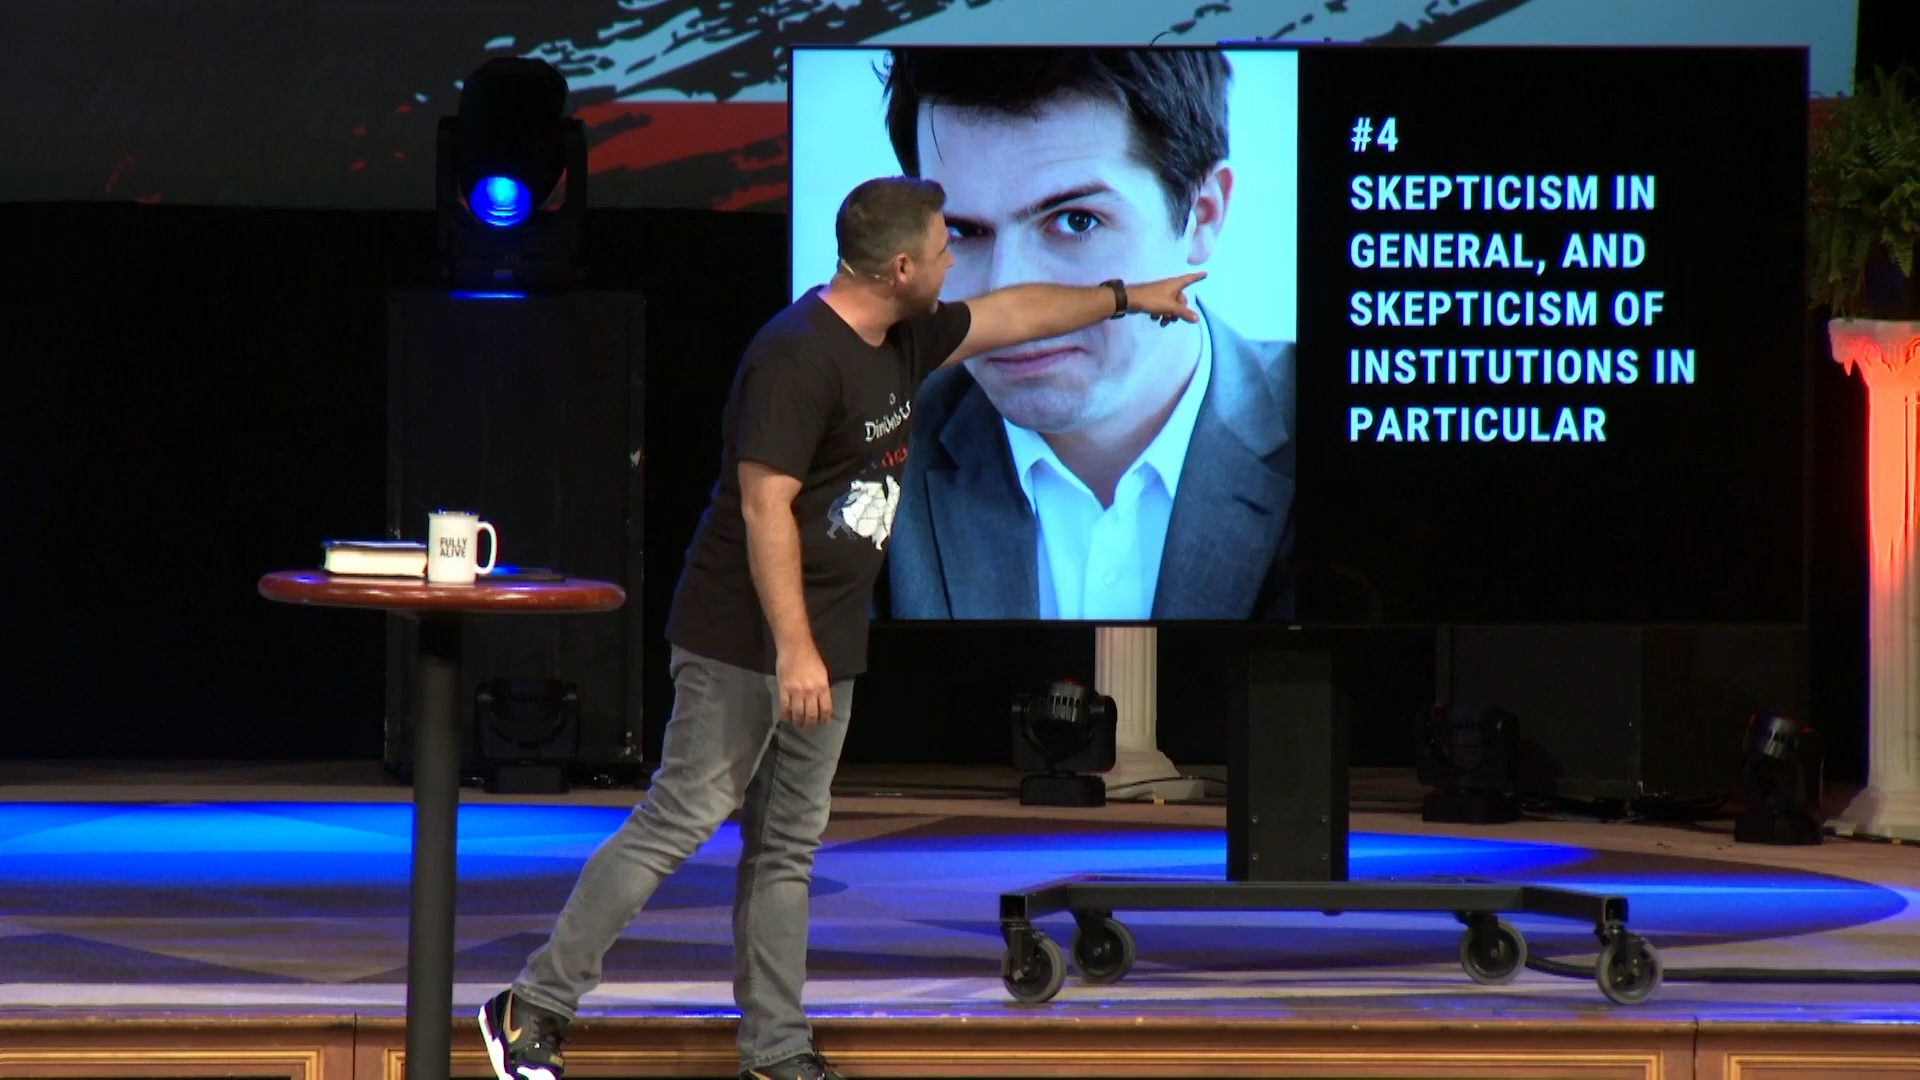 #4
SKEPTICISM IN
GENERAL, AND
SKEPTICISM OF
INSTITUTIONS IN
PARTICULAR
FULLY
ALIVE